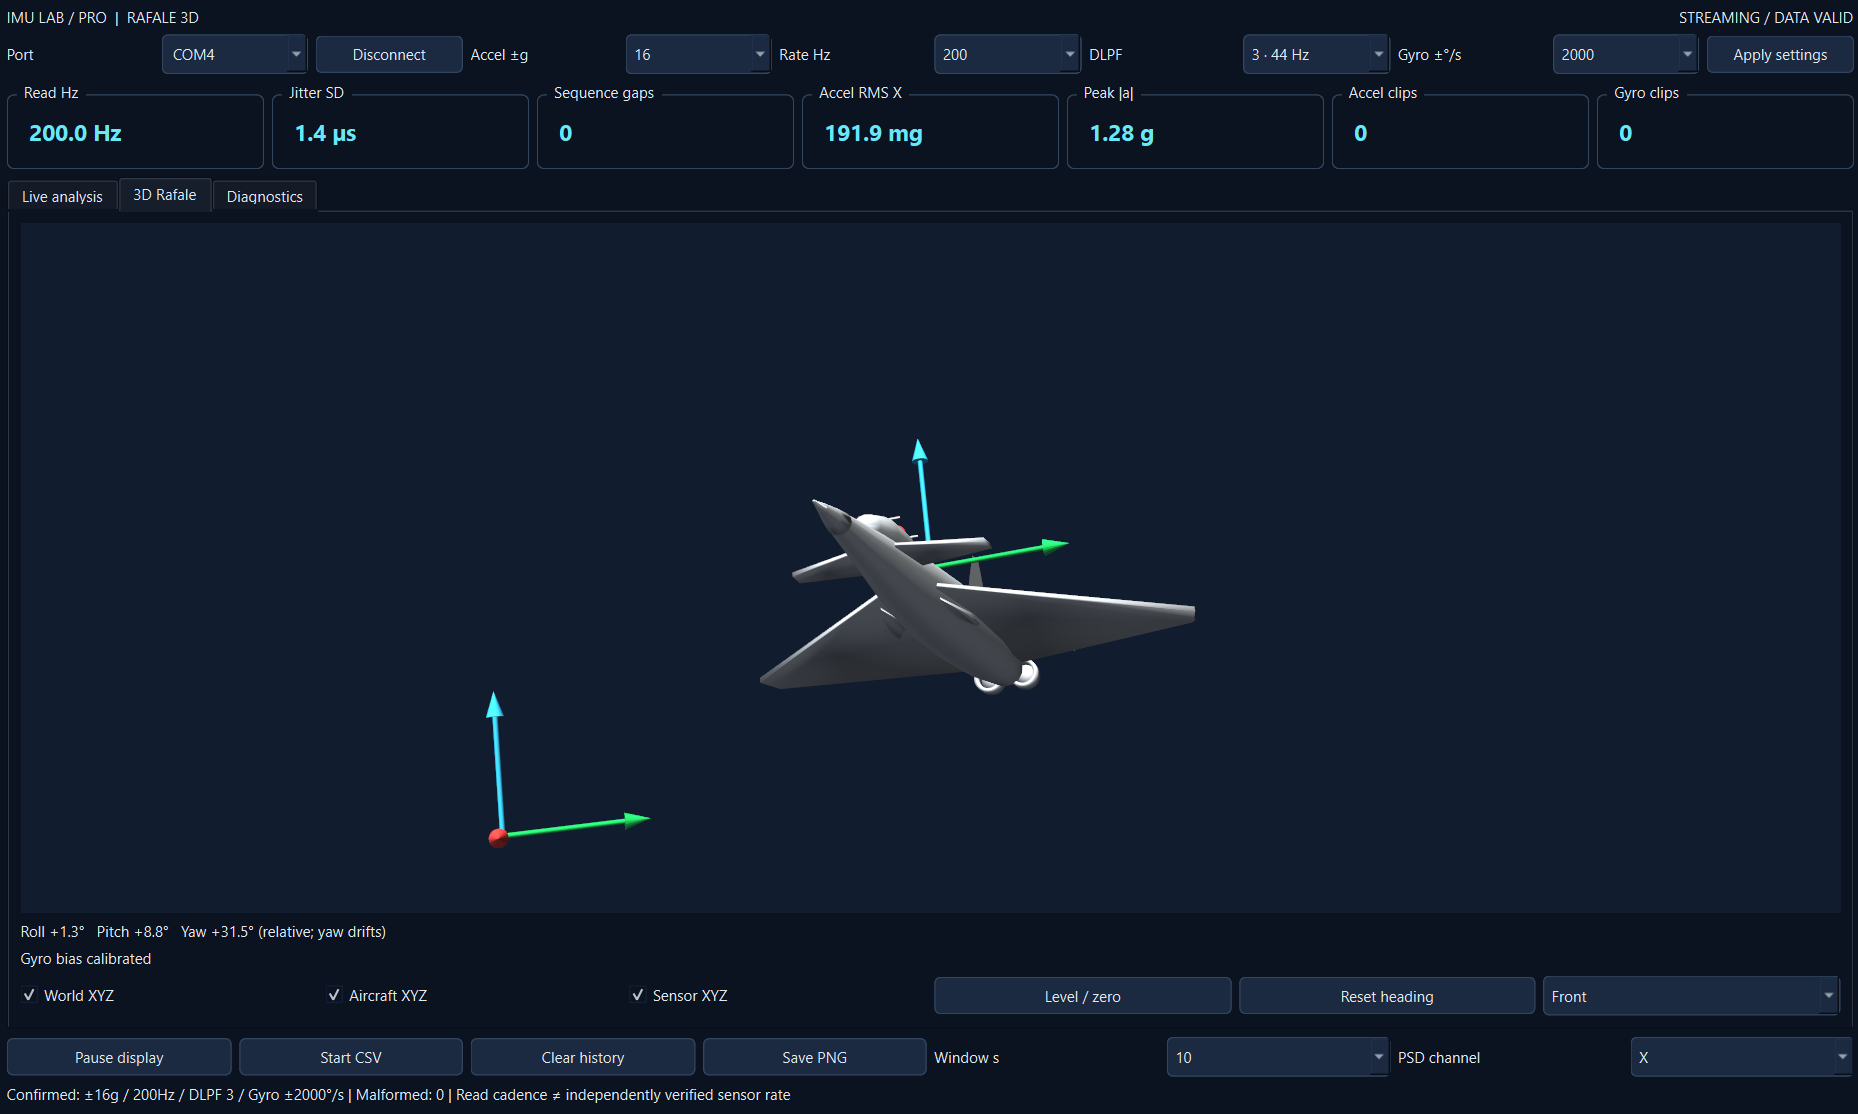 IMU LAB / PRO | RAFALE 3D
STREAMING / DATA VALID
Port COM4 Disconnect Accel ±g 16 Rate Hz 200 DLPF 3 · 44 Hz Gyro ±°/s 2000 Apply settings
Read Hz Jitter SD Sequence gaps Accel RMS X Peak |a| Accel clips Gyro clips
200.0 Hz 1.4 µs 0 191.9 mg 1.28 g 0 0
Live analysis 3D Rafale Diagnostics
Roll +1.3° Pitch +8.8° Yaw +31.5° (relative; yaw drifts)
Gyro bias calibrated
World XYZ Aircraft XYZ Sensor XYZ Level / zero Reset heading Front
Pause display Start CSV Clear history Save PNG Window s 10 PSD channel X
Confirmed: ±16g / 200Hz / DLPF 3 / Gyro ±2000°/s | Malformed: 0 | Read cadence ≠ independently verified sensor rate